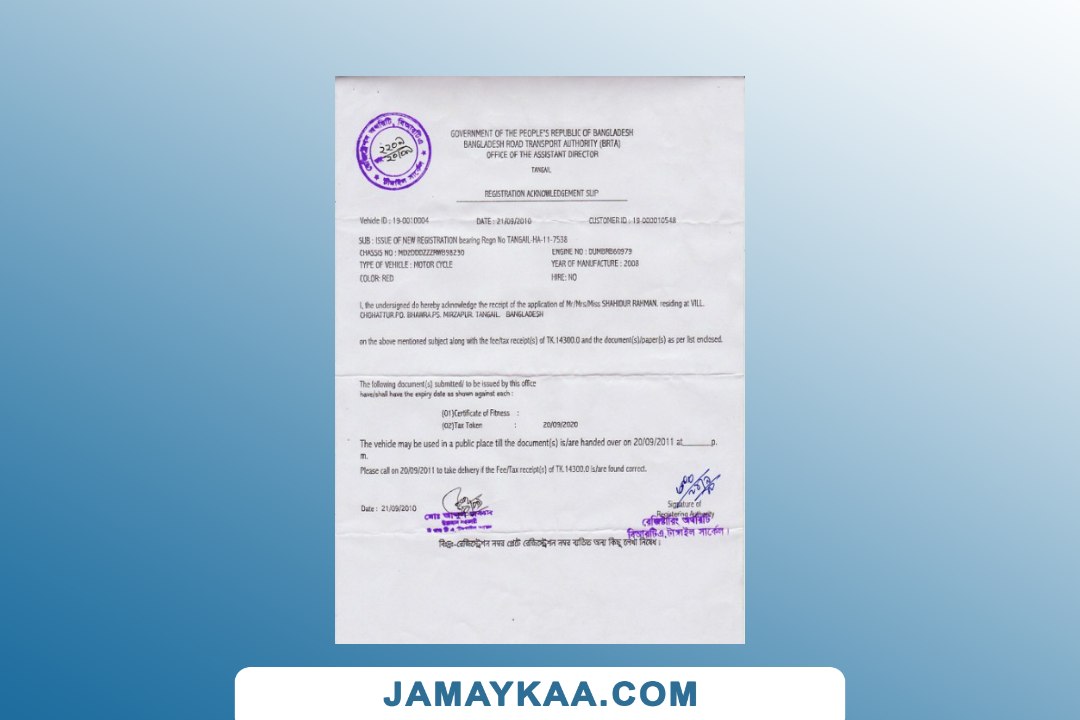 GOVERNMENT OF THE PEOPLE'S REPUBLIC OF BANGLADESH
BANGLADESH ROAD TRANSPORT AUTHORITY (BRTA)
OFFICE OF THE ASSISTANT DIRECTOR
TANGAIL
REGISTRATION ACKNOWLEDGEMENT SLIP
Vehicle ID : 19-0010004 DATE : 21/09/2010 CUSTOMER ID : 19-000010548
SUB : ISSUE OF NEW REGISTRATION bearing Regn No TANGAIL-HA-11-7538
CHASSIS NO : ENGINE NO :
TYPE OF VEHICLE : MOTOR CYCLE YEAR OF MANUFACTURE : 2008
COLOR: RED HIRE: NO
I, the undersigned do hereby acknowledge the receipt of the application of Mr/Mrs/Miss SHAHIDUR RAHMAN, residing at VILL.
CHOHATTUR.PO. BHAWRA.PS. MIRZAPUR. TANGAIL. BANGLADESH
on the above mentioned subject along with the fee/tax receipt(s) of TK.14300.0 and the document(s)/paper(s) as per list enclosed.
The following document(s) submitted/ to be issued by this office
have/shall have the expiry date as shown against each :
(01)Certificate of Fitness :
(02)Tax Token : 20/09/2020
The vehicle may be used in a public place till the document(s) is/are handed over on 20/09/2011 at______p.
m.
Please call on 20/09/2011 to take delivery if the Fee/Tax receipt(s) of TK.14300.0 is/are found correct.
Date : 21/09/2010
Signature of
Registering Authority
রেজিস্টারিং অথরিটি
বিআরটিএ, টাঙ্গাইল সার্কেল।
বিঃদ্রঃ-রেজিস্ট্রেশন নম্বর প্লেটে রেজিস্ট্রেশন নম্বর ব্যতিত অন্য কিছু লেখা নিষেধ।
JAMAYKAA.COM